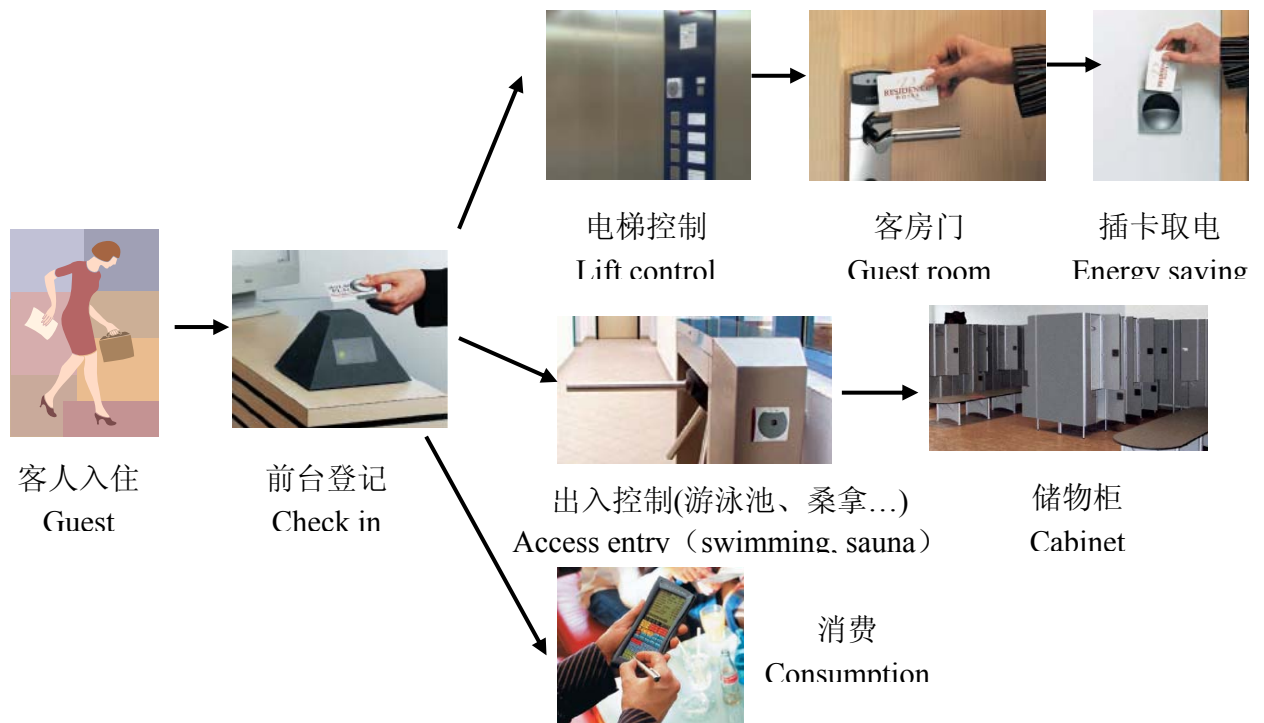 电梯控制
Lift control
客房门
Guest room
插卡取电
Energy saving
RESIDENCE
HOTEL
客人入住
Guest
前台登记
Check in
出入控制(游泳池、桑拿…)
Access entry（swimming, sauna）
储物柜
Cabinet
消费
Consumption